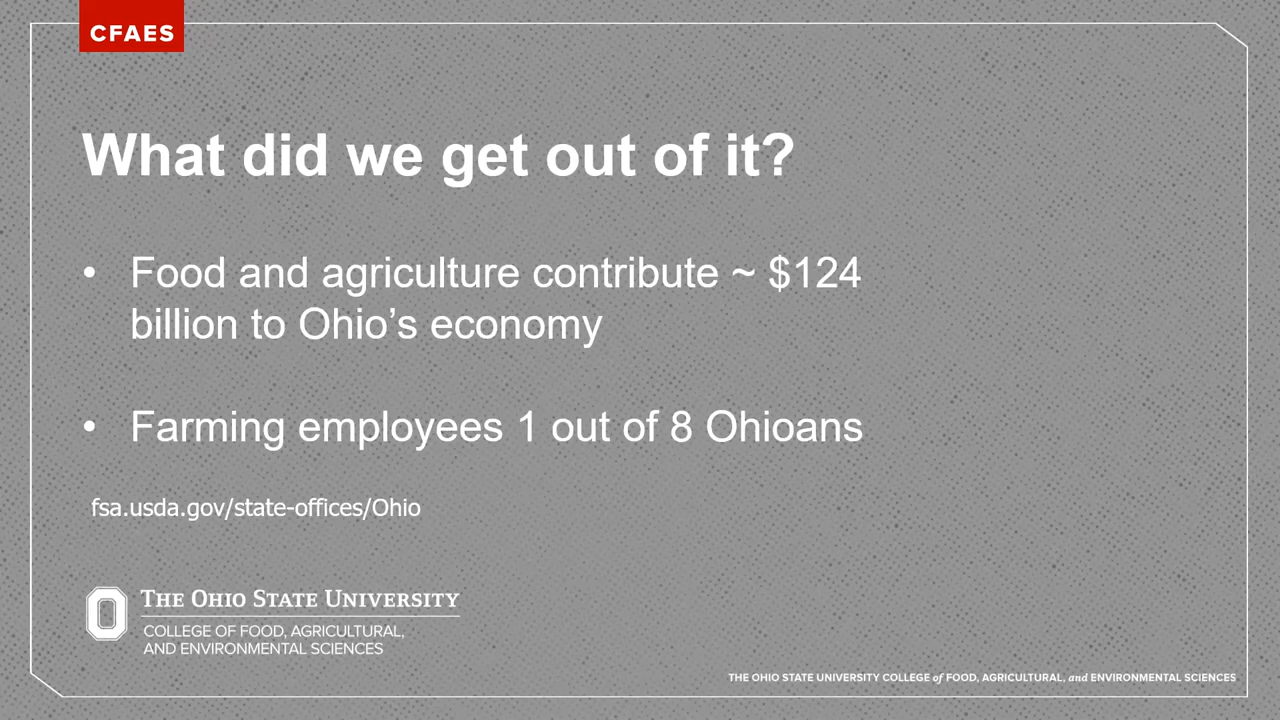 CFAES
What did we get out of it?
• Food and agriculture contribute ~ $124
billion to Ohio’s economy
• Farming employees 1 out of 8 Ohioans
fsa.usda.gov/state-offices/Ohio
THE OHIO STATE UNIVERSITY
COLLEGE OF FOOD, AGRICULTURAL,
AND ENVIRONMENTAL SCIENCES
THE OHIO STATE UNIVERSITY COLLEGE of FOOD, AGRICULTURAL, and ENVIRONMENTAL SCIENCES